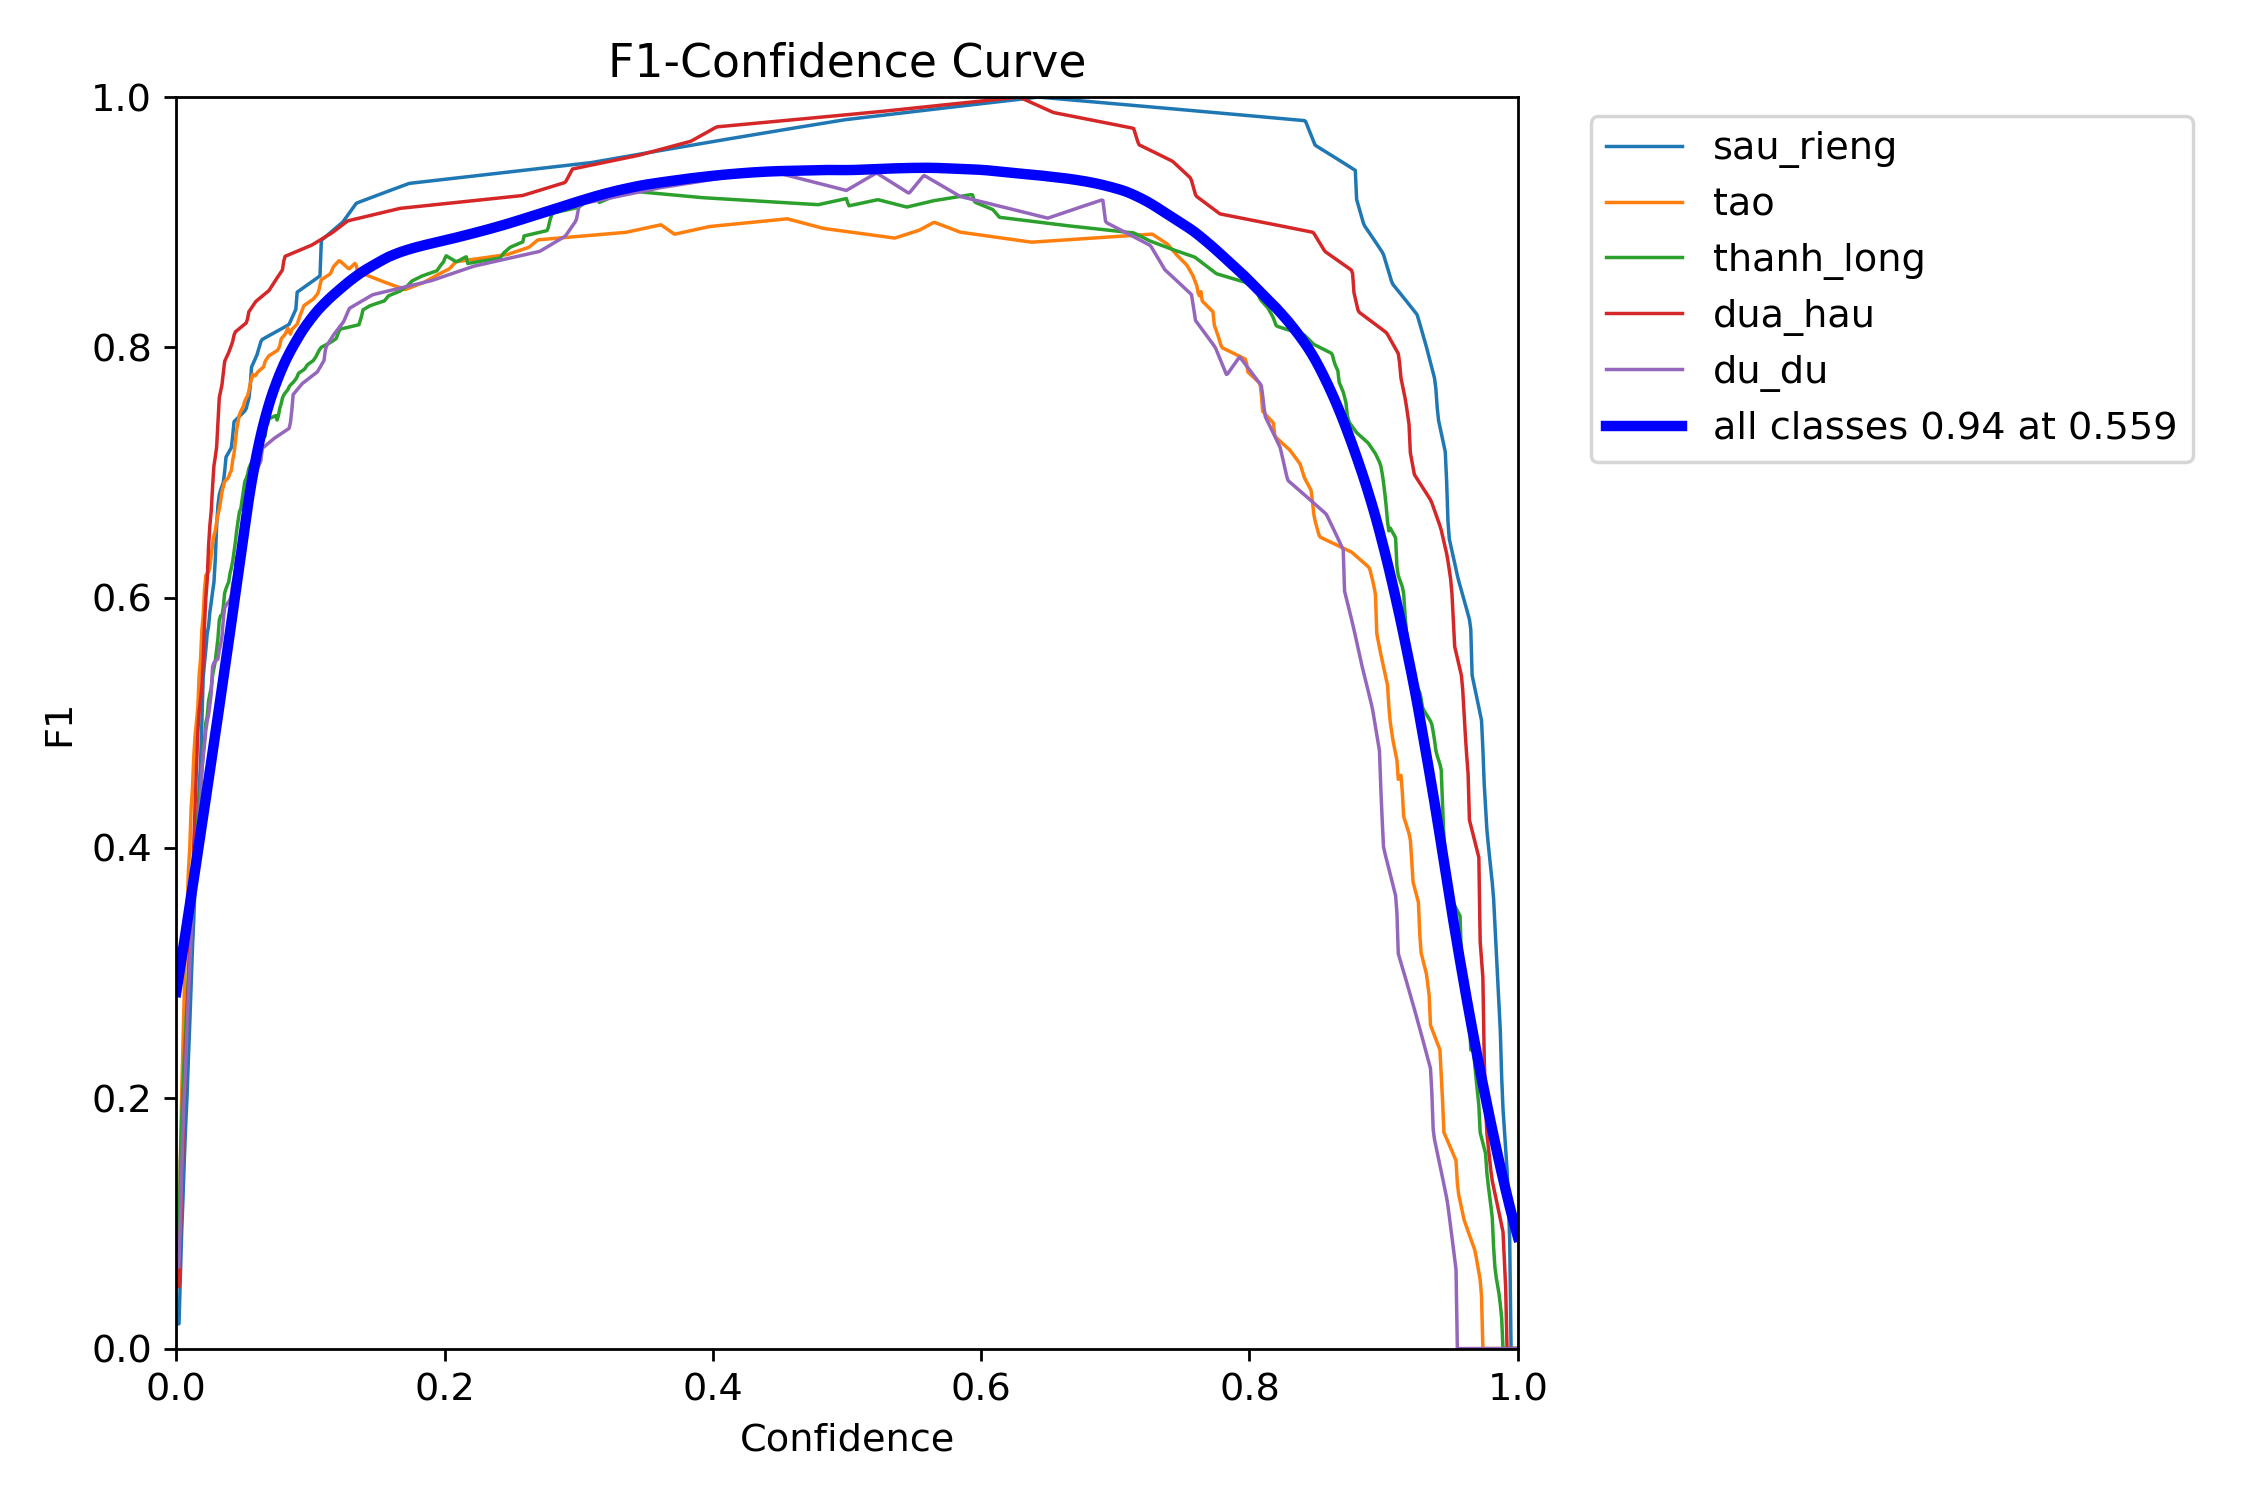 F1-Confidence Curve
1.0
0.8
0.6
0.4
0.2
0.0
F1
0.0 0.2 0.4 0.6 0.8 1.0
Confidence
sau_rieng
tao
thanh_long
dua_hau
du_du
all classes 0.94 at 0.559